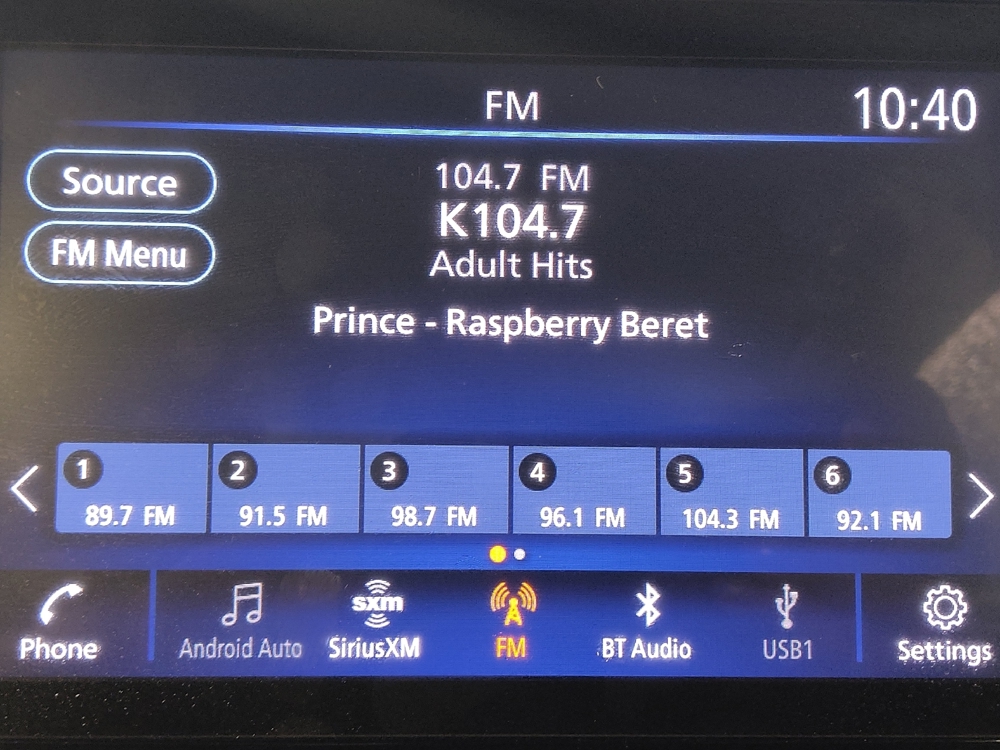 FM
10:40
Source
FM Menu
104.7 FM
K104.7
Adult Hits
Prince - Raspberry Beret
1
89.7 FM
2
91.5 FM
3
98.7 FM
4
96.1 FM
5
104.3 FM
6
92.1 FM
Phone
Android Auto
sxm
SiriusXM
FM
BT Audio
USB1
Settings